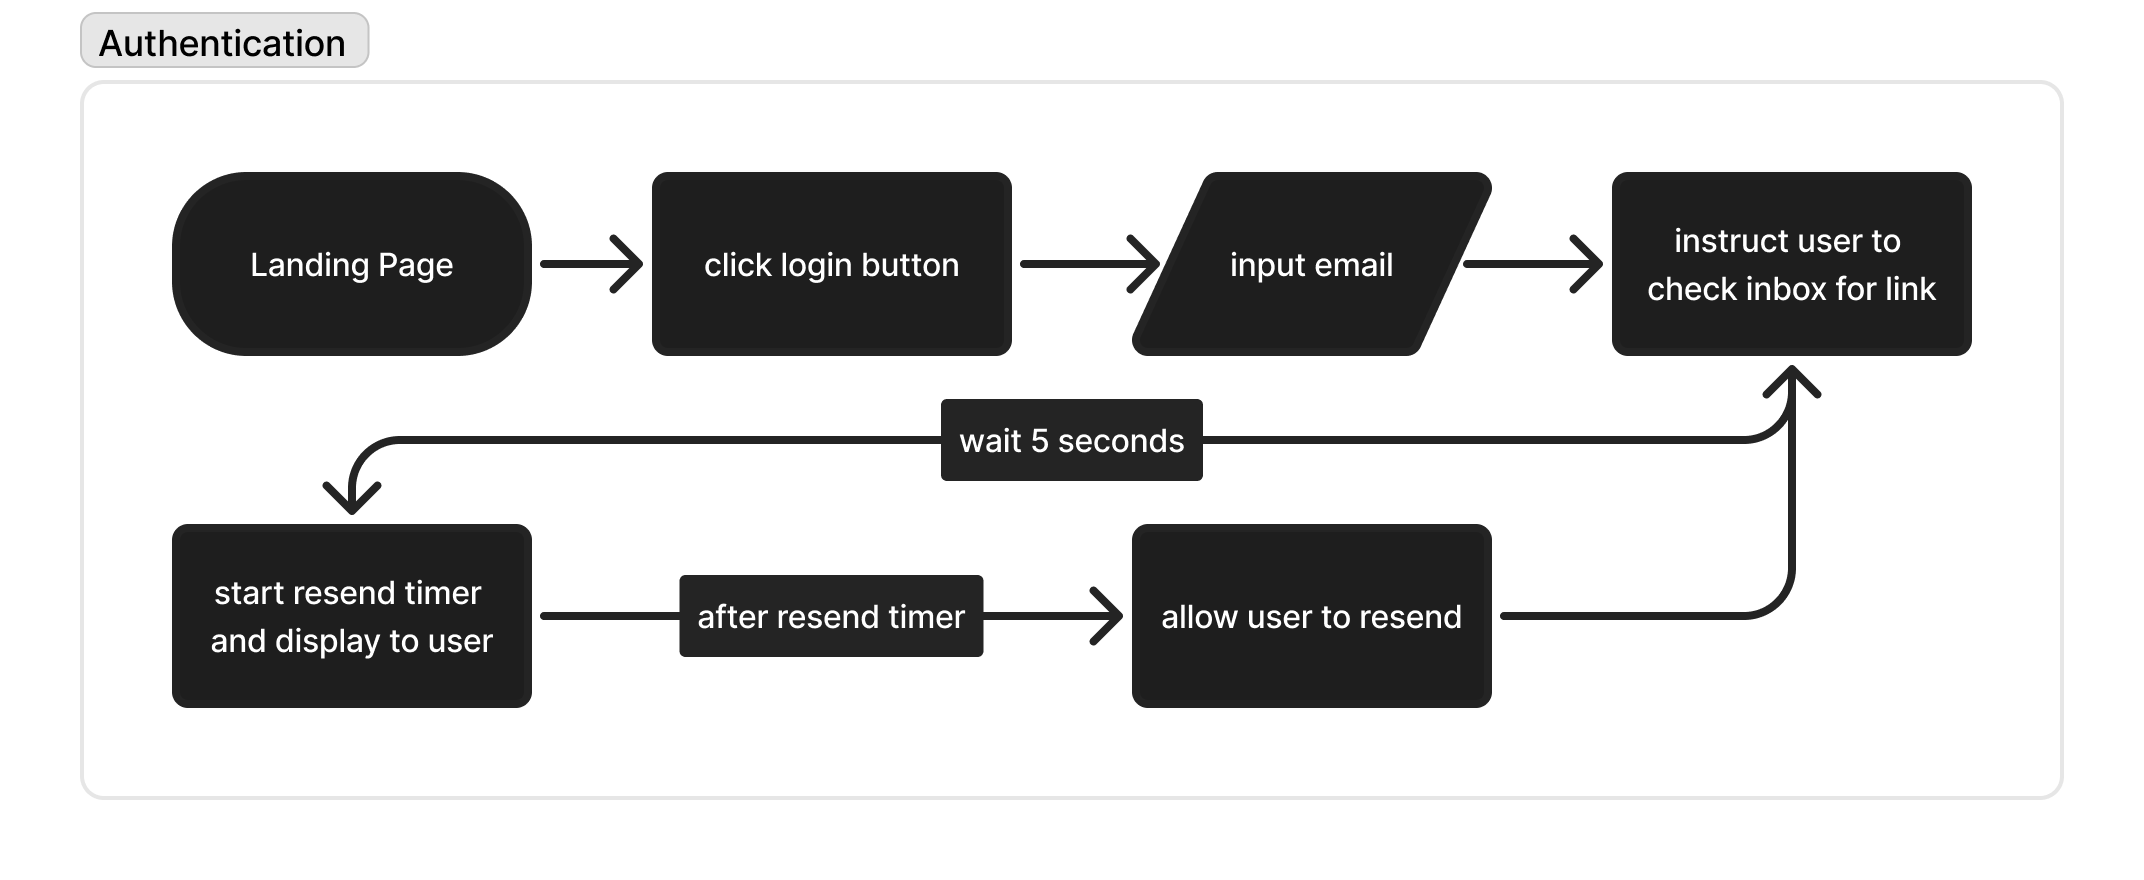 Authentication
Landing Page
click login button
input email
instruct user to
check inbox for link
wait 5 seconds
start resend timer
and display to user
after resend timer
allow user to resend